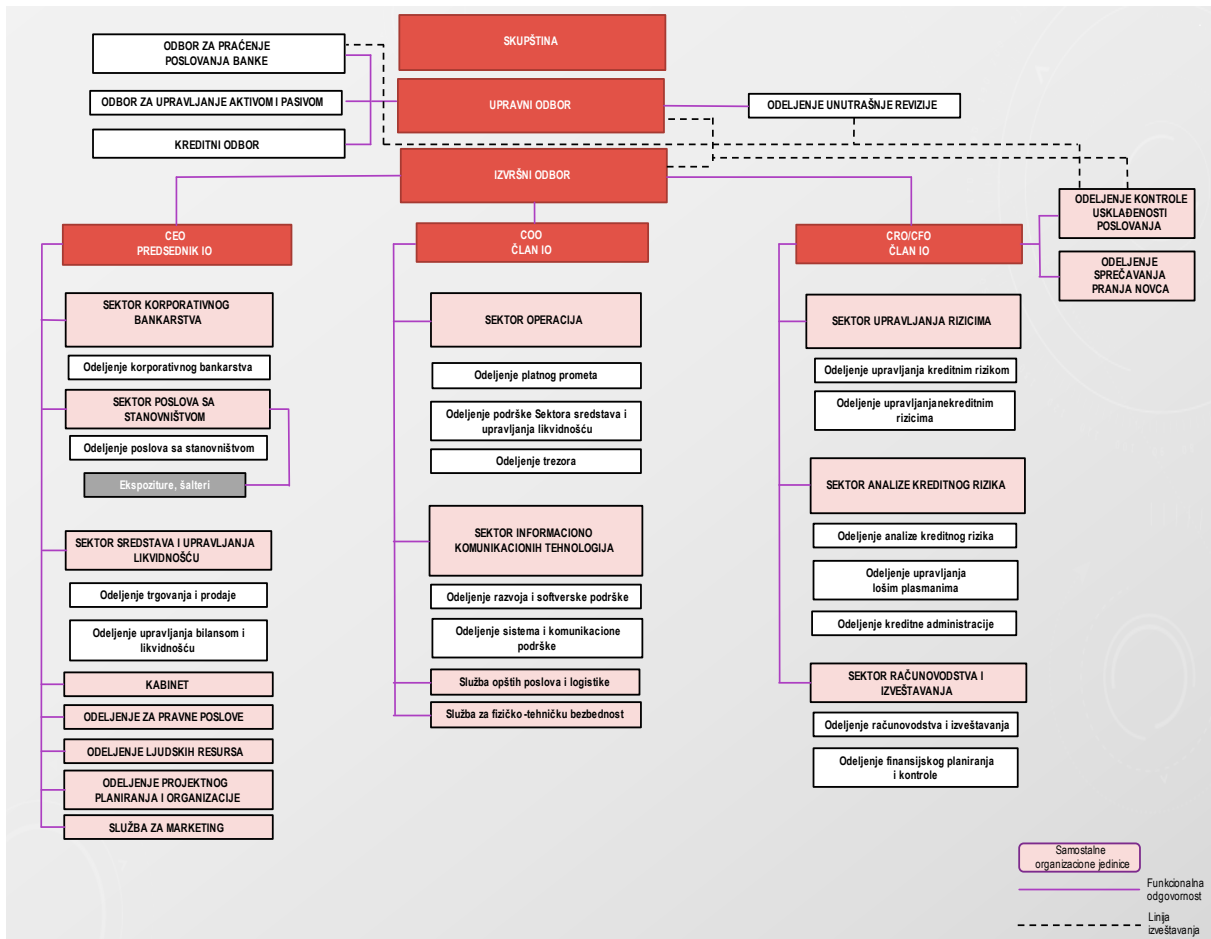 SKUPŠTINA
ODBOR ZA PRAĆENJE
POSLOVANJA BANKE
UPRAVNI ODBOR
ODBOR ZA UPRAVLJANJE AKTIVOM I PASIVOM
ODELJENJE UNUTRAŠNJE REVIZIJE
KREDITNI ODBOR
IZVRŠNI ODBOR
ODELJENJE KONTROLE
USKLAĐENOSTI
POSLOVANJA
ODELJENJE
SPREČAVANJA
PRANJA NOVCA
CEO
PREDSEDNIK IO
SEKTOR KORPORATIVNOG
BANKARSTVA
Odeljenje korporativnog bankarstva
SEKTOR POSLOVA SA
STANOVNIŠTVOM
Odeljenje poslova sa stanovništvom
Ekspoziture, šalteri
SEKTOR SREDSTAVA I UPRAVLJANJA
LIKVIDNOŠĆU
Odeljenje trgovanja i prodaje
Odeljenje upravljanja bilansom i
likvidnošću
KABINET
ODELJENJE ZA PRAVNE POSLOVE
ODELJENJE LJUDSKIH RESURSA
ODELJENJE PROJEKTNOG
PLANIRANJA I ORGANIZACIJE
SLUŽBA ZA MARKETING
COO
ČLAN IO
SEKTOR OPERACIJA
Odeljenje platnog prometa
Odeljenje podrške Sektora sredstava i
upravljanja likvidnošću
Odeljenje trezora
SEKTOR INFORMACIONO
KOMUNIKACIONIH TEHNOLOGIJA
Odeljenje razvoja i softverske podrške
Odeljenje sistema i komunikacione
podrške
Služba opštih poslova i logistike
Služba za fizičko -tehničku bezbednost
CRO/CFO
ČLAN IO
SEKTOR UPRAVLJANJA RIZICIMA
Odeljenje upravljanja kreditnim rizikom
Odeljenje upravljanjanekreditnim
rizicima
SEKTOR ANALIZE KREDITNOG RIZIKA
Odeljenje analize kreditnog rizika
Odeljenje upravljanja
lošim plasmanima
Odeljenje kreditne administracije
SEKTOR RAČUNOVODSTVA I
IZVEŠTAVANJA
Odeljenje računovodstva i izveštavanja
Odeljenje finansijskog planiranja
i kontrole
Samostalne
organizacione jedinice
Funkcionalna
odgovornost
Linija
izveštavanja